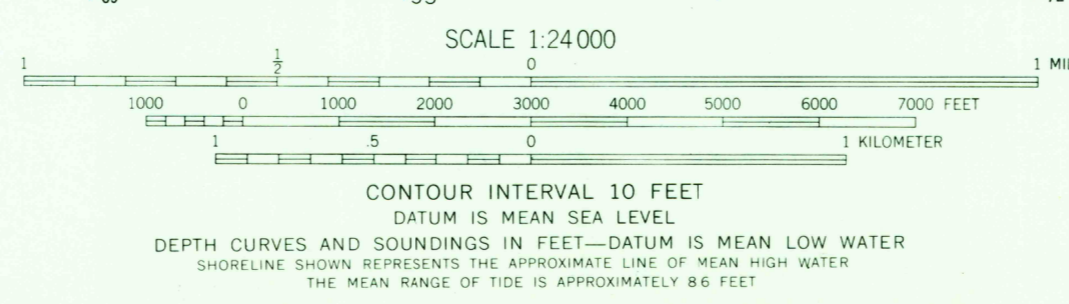 SCALE 1:24 000
1 1/2 0 1
1000 0 1000 2000 3000 4000 5000 6000 7000 FEET
1 .5 0 1 KILOMETER
CONTOUR INTERVAL 10 FEET
DATUM IS MEAN SEA LEVEL
DEPTH CURVES AND SOUNDINGS IN FEET—DATUM IS MEAN LOW WATER
SHORELINE SHOWN REPRESENTS THE APPROXIMATE LINE OF MEAN HIGH WATER
THE MEAN RANGE OF TIDE IS APPROXIMATELY 8.6 FEET